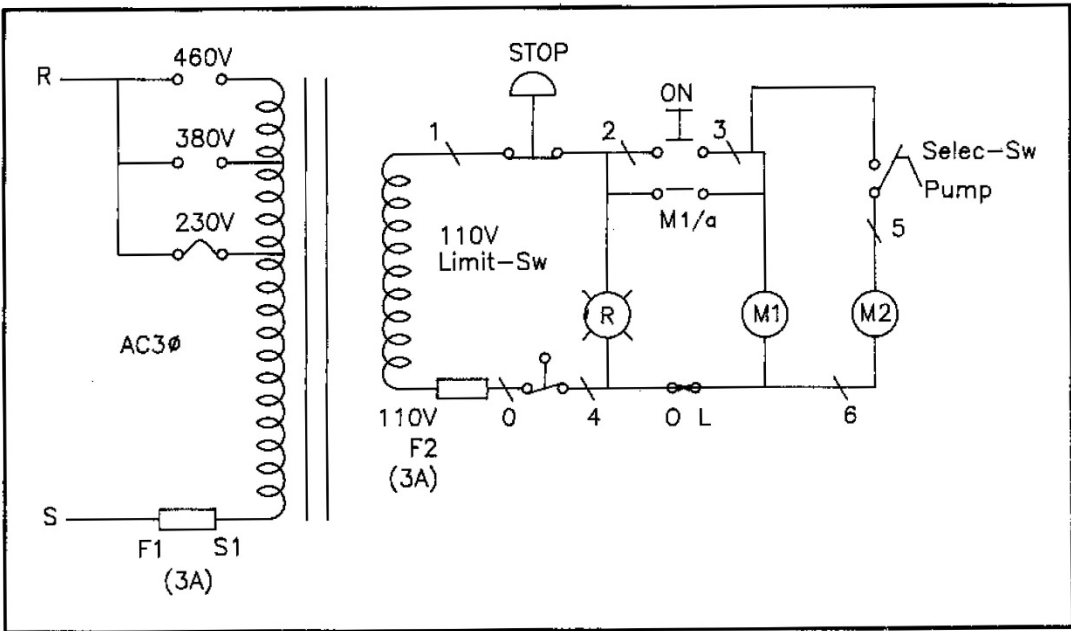 R
460V
380V
230V
AC3ø
S
F1 S1
(3A)
STOP
1
2
ON
3
Selec-Sw
Pump
M1/a
5
110V
Limit-Sw
R
M1
M2
110V
F2
(3A)
0
4
O L
6